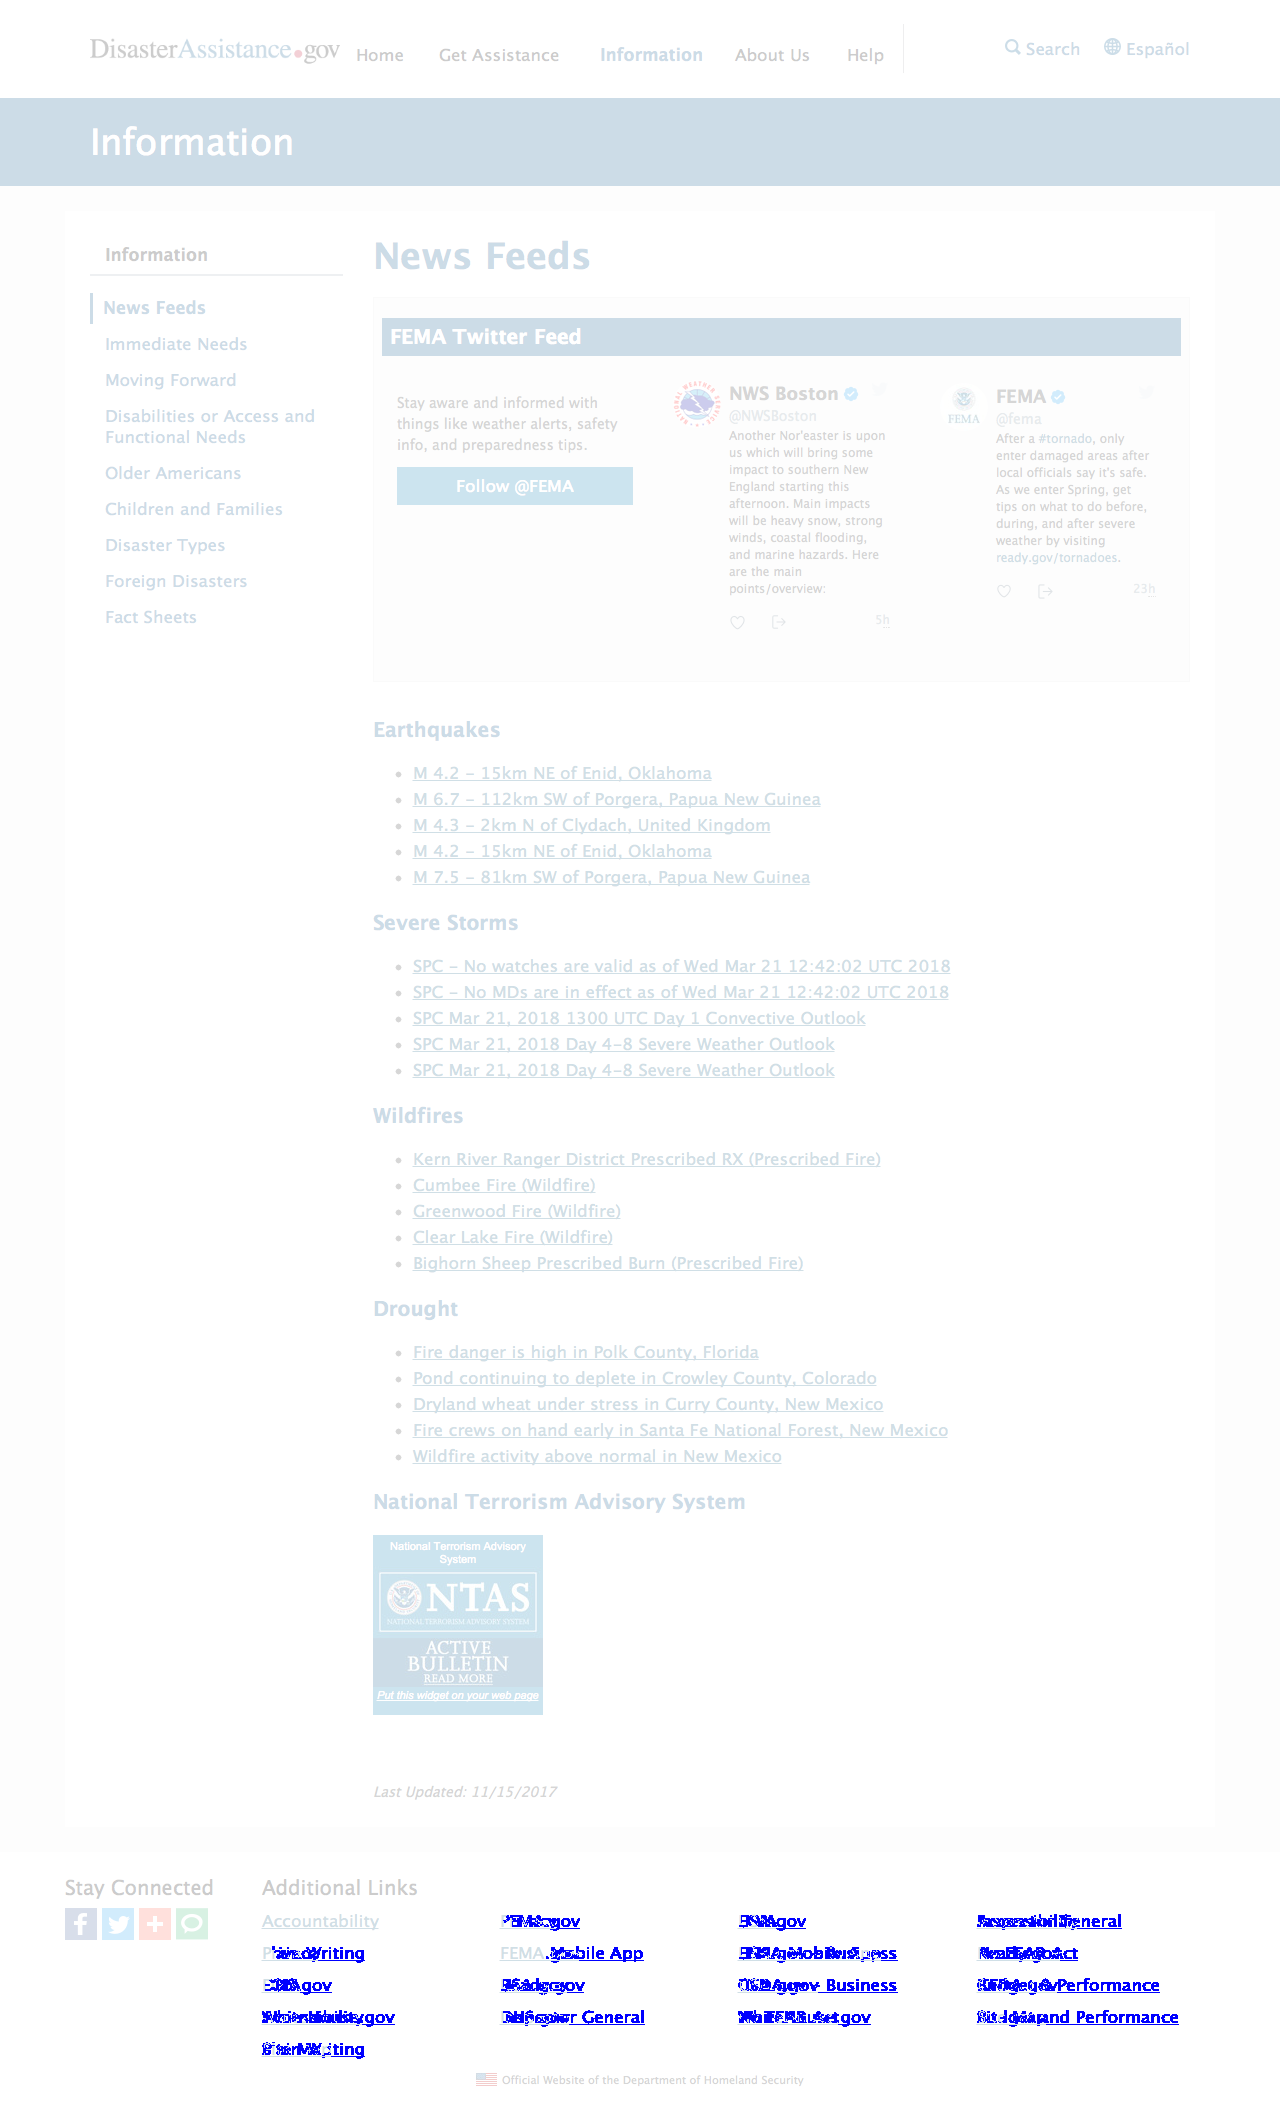 DisasterAssistance.gov Home Get Assistance Information About Us Help Search Español
Information
Information
News Feeds
Immediate Needs
Moving Forward
Disabilities or Access and
Functional Needs
Older Americans
Children and Families
Disaster Types
Foreign Disasters
Fact Sheets
News Feeds
FEMA Twitter Feed
Stay aware and informed with
things like weather alerts, safety
info, and preparedness tips.
Follow @FEMA
NWS Boston
@NWSBoston
Another Nor'easter is upon
us which will bring some
impact to southern New
England starting this
afternoon. Main impacts
will be heavy snow, strong
winds, coastal flooding,
and marine hazards. Here
are the main
points/overview:
5h
FEMA
FEMA
@fema
After a #tornado, only
enter damaged areas after
local officials say it's safe.
As we enter Spring, get
tips on what to do before,
during, and after severe
weather by visiting
ready.gov/tornadoes.
23h
Earthquakes
M 4.2 - 15km NE of Enid, Oklahoma
M 6.7 - 112km SW of Porgera, Papua New Guinea
M 4.3 - 2km N of Clydach, United Kingdom
M 4.2 - 15km NE of Enid, Oklahoma
M 7.5 - 81km SW of Porgera, Papua New Guinea
Severe Storms
SPC - No watches are valid as of Wed Mar 21 12:42:02 UTC 2018
SPC - No MDs are in effect as of Wed Mar 21 12:42:02 UTC 2018
SPC Mar 21, 2018 1300 UTC Day 1 Convective Outlook
SPC Mar 21, 2018 Day 4-8 Severe Weather Outlook
SPC Mar 21, 2018 Day 4-8 Severe Weather Outlook
Wildfires
Kern River Ranger District Prescribed RX (Prescribed Fire)
Cumbee Fire (Wildfire)
Greenwood Fire (Wildfire)
Clear Lake Fire (Wildfire)
Bighorn Sheep Prescribed Burn (Prescribed Fire)
Drought
Fire danger is high in Polk County, Florida
Pond continuing to deplete in Crowley County, Colorado
Dryland wheat under stress in Curry County, New Mexico
Fire crews on hand early in Santa Fe National Forest, New Mexico
Wildfire activity above normal in New Mexico
National Terrorism Advisory System
National Terrorism Advisory
System
NTAS
NATIONAL TERRORISM ADVISORY SYSTEM
ACTIVE
BULLETIN
READ MORE
Put this widget on your web page
Last Updated: 11/15/2017
Stay Connected
Additional Links
Accountability
Writing
FEMA Mobile App
Business
Business
Performance
General
and Performance
Official Website of the Department of Homeland Security